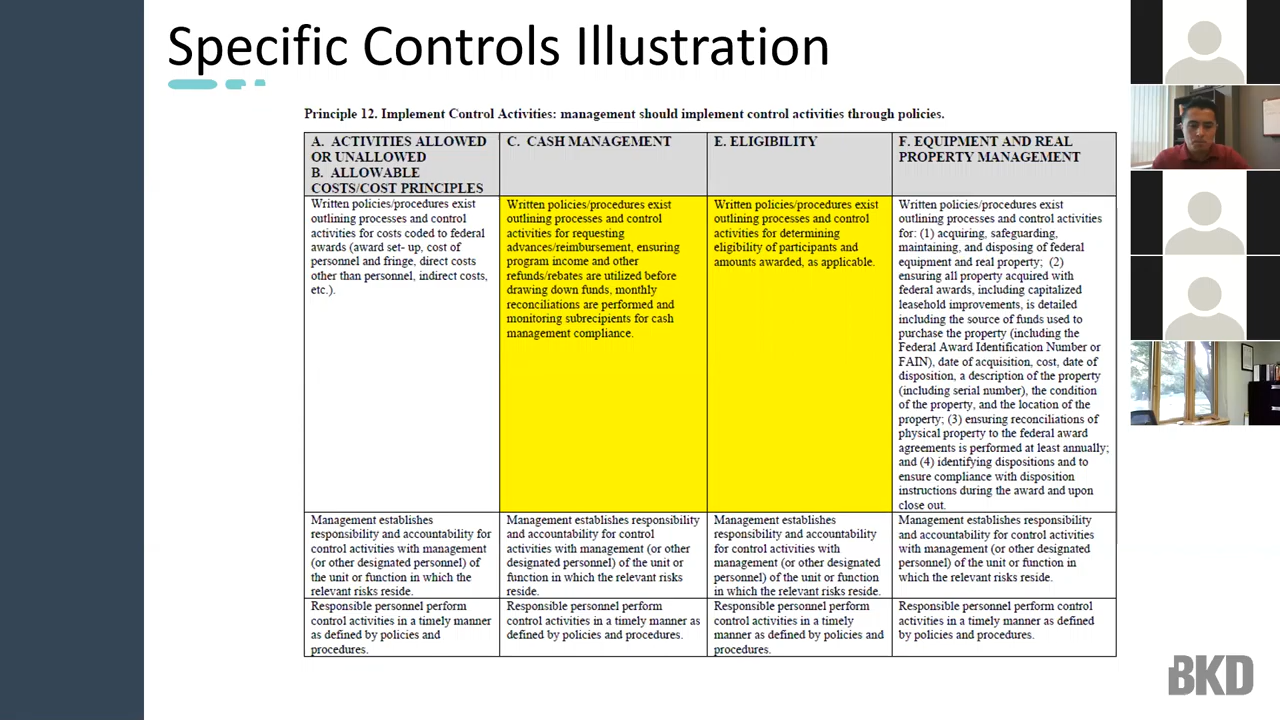 Specific Controls Illustration
Principle 12. Implement Control Activities: management should implement control activities through policies.
A. ACTIVITIES ALLOWED
OR UNALLOWED
B. ALLOWABLE
COSTS/COST PRINCIPLES
C. CASH MANAGEMENT
E. ELIGIBILITY
F. EQUIPMENT AND REAL
PROPERTY MANAGEMENT
Written policies/procedures exist
outlining processes and control
activities for costs coded to federal
awards (award set- up, cost of
personnel and fringe, direct costs
other than personnel, indirect costs,
etc.).
Written policies/procedures exist
outlining processes and control
activities for requesting
advances/reimbursement, ensuring
program income and other
refunds/rebates are utilized before
drawing down funds, monthly
reconciliations are performed and
monitoring subrecipients for cash
management compliance.
Written policies/procedures exist
outlining processes and control
activities for determining
eligibility of participants and
amounts awarded, as applicable.
Written policies/procedures exist
outlining processes and control activities
for: (1) acquiring, safeguarding,
maintaining, and disposing of federal
equipment and real property; (2)
ensuring all property acquired with
federal awards, including capitalized
leasehold improvements, is detailed
including the source of funds used to
purchase the property (including the
Federal Award Identification Number or
FAIN), date of acquisition, cost, date of
disposition, a description of the property
(including serial number), the condition
of the property, and the location of the
property; (3) ensuring reconciliations of
physical property to the federal award
agreements is performed at least annually;
and (4) identifying dispositions and to
ensure compliance with disposition
instructions during the award and upon
close out.
Management establishes
responsibility and accountability for
control activities with management
(or other designated personnel) of
the unit or function in which the
relevant risks reside.
Management establishes responsibility
and accountability for control
activities with management (or other
designated personnel) of the unit or
function in which the relevant risks
reside.
Management establishes
responsibility and accountability
for control activities with
management (or other designated
personnel) of the unit or function
in which the relevant risks reside.
Management establishes responsibility
and accountability for control activities
with management (or other designated
personnel) of the unit or function in
which the relevant risks reside.
Responsible personnel perform
control activities in a timely manner
as defined by policies and
procedures.
Responsible personnel perform
control activities in a timely manner as
defined by policies and procedures.
Responsible personnel perform
control activities in a timely
manner as defined by policies and
procedures.
Responsible personnel perform control
activities in a timely manner as defined
by policies and procedures.
BKD